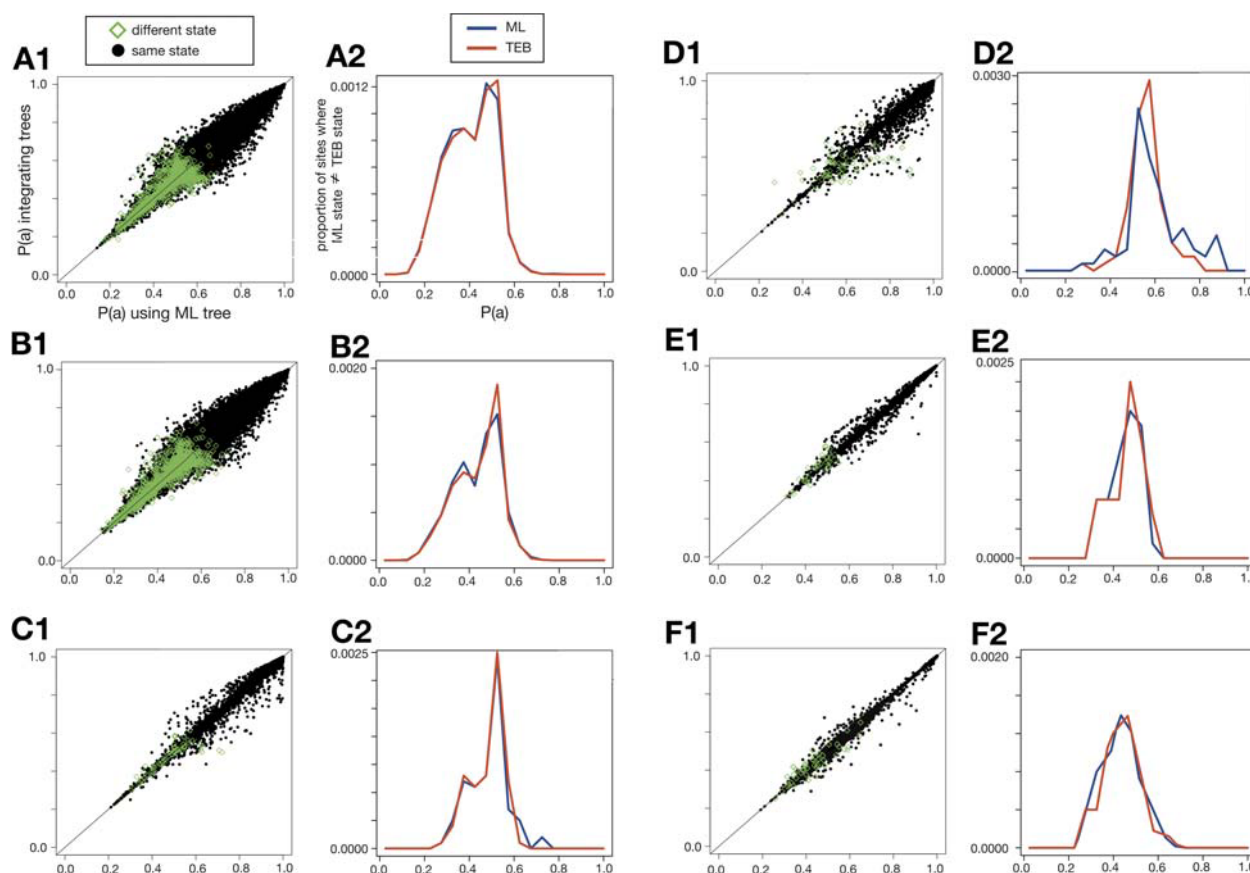 different state
same state
ML
TEB
A1
A2
D1
D2
1.0
0.0
P(a) integrating trees
0.0 0.2 0.4 0.6 0.8 1.0
P(a) using ML tree
0.0012
0.0000
proportion of sites where
ML state ≠ TEB state
0.0 0.2 0.4 0.6 0.8 1.0
P(a)
1.0
0.0
0.0 0.2 0.4 0.6 0.8 1.0
0.0030
0.0000
0.0 0.2 0.4 0.6 0.8 1.0
B1
B2
E1
E2
1.0
0.0
0.0 0.2 0.4 0.6 0.8 1.0
0.0020
0.0000
0.0 0.2 0.4 0.6 0.8 1.0
1.0
0.0
0.0 0.2 0.4 0.6 0.8 1.0
0.0025
0.0000
0.0 0.2 0.4 0.6 0.8 1.0
C1
C2
F1
F2
1.0
0.0
0.0 0.2 0.4 0.6 0.8 1.0
0.0025
0.0000
0.0 0.2 0.4 0.6 0.8 1.0
1.0
0.0
0.0 0.2 0.4 0.6 0.8 1.0
0.0020
0.0000
0.0 0.2 0.4 0.6 0.8 1.0